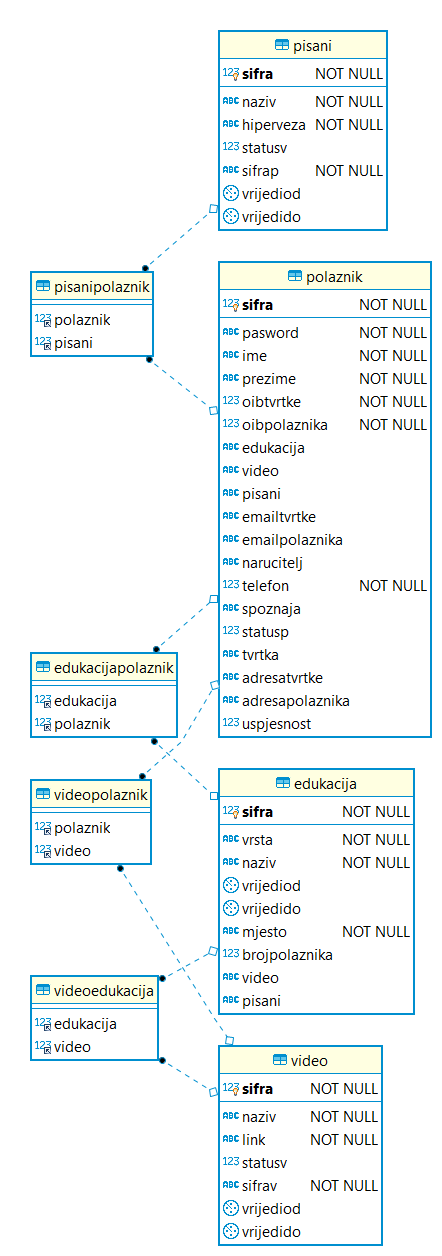 pisani
123 sifra NOT NULL
ABC naziv NOT NULL
ABC hiperveza NOT NULL
123 statusv
ABC sifrap NOT NULL
vrijediod
vrijedido
pisanipolaznik
123 polaznik
123 pisani
polaznik
123 sifra NOT NULL
ABC pasword NOT NULL
ABC ime NOT NULL
ABC prezime NOT NULL
123 oibtvrtke NOT NULL
123 oibpolaznika NOT NULL
ABC edukacija
ABC video
ABC pisani
ABC emailtvrtke
ABC emailpolaznika
ABC narucitelj
123 telefon NOT NULL
ABC spoznaja
123 statusp
ABC tvrtka
ABC adresatvrtke
ABC adresapolaznika
123 uspjesnost
edukacijapolaznik
123 edukacija
123 polaznik
videopolaznik
123 polaznik
123 video
edukacija
123 sifra NOT NULL
ABC vrsta NOT NULL
ABC naziv NOT NULL
vrijediod
vrijedido
ABC mjesto NOT NULL
123 brojpolaznika
ABC video
ABC pisani
videoedukacija
123 edukacija
123 video
video
123 sifra NOT NULL
ABC naziv NOT NULL
ABC link NOT NULL
123 statusv
ABC sifrav NOT NULL
vrijediod
vrijedido